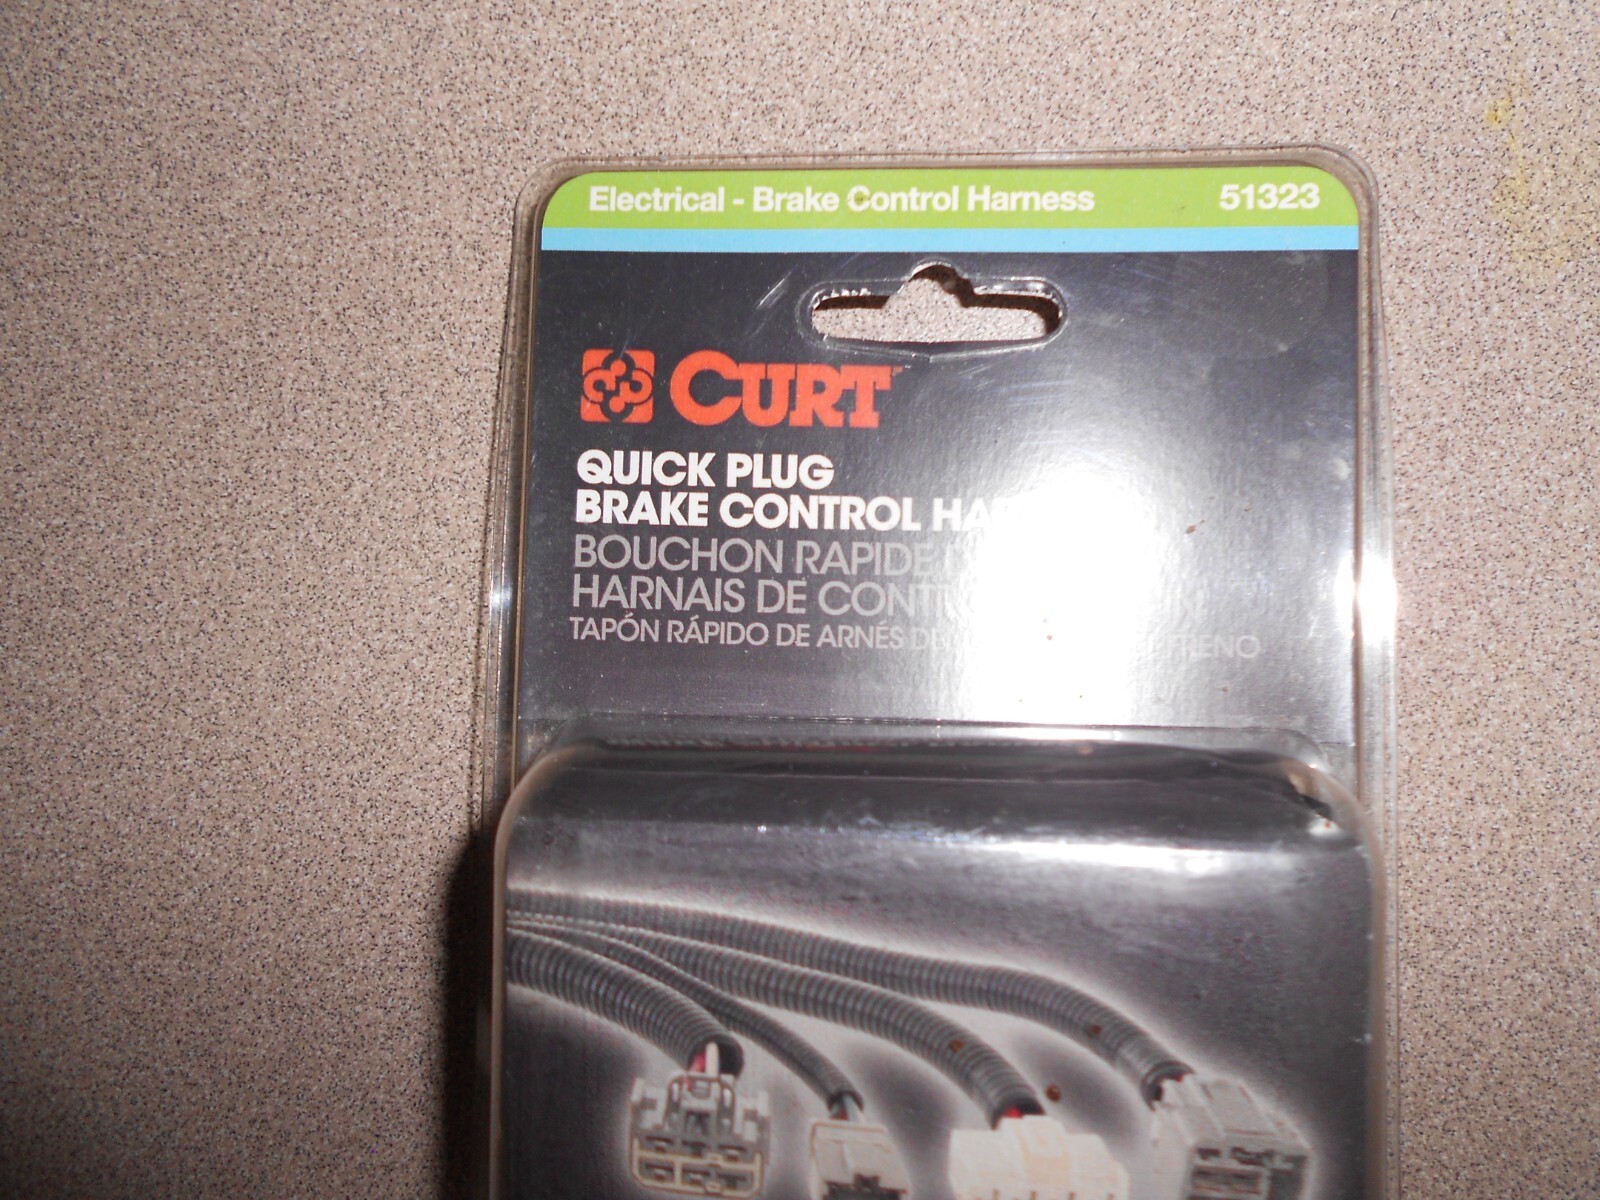 Electrical - Brake Control Harness 51323
CURT
QUICK PLUG
BRAKE CONTROL
BOUCHON RAPIDE
HARNAIS DE
TAPÓN RÁPIDO DE ARNÉS